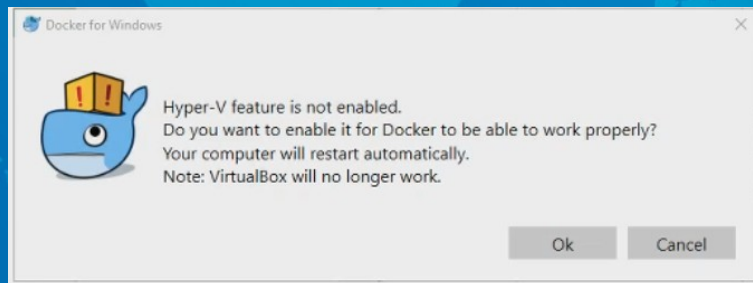 Docker for Windows
Hyper-V feature is not enabled.
Do you want to enable it for Docker to be able to work properly?
Your computer will restart automatically.
Note: VirtualBox will no longer work.
Ok
Cancel